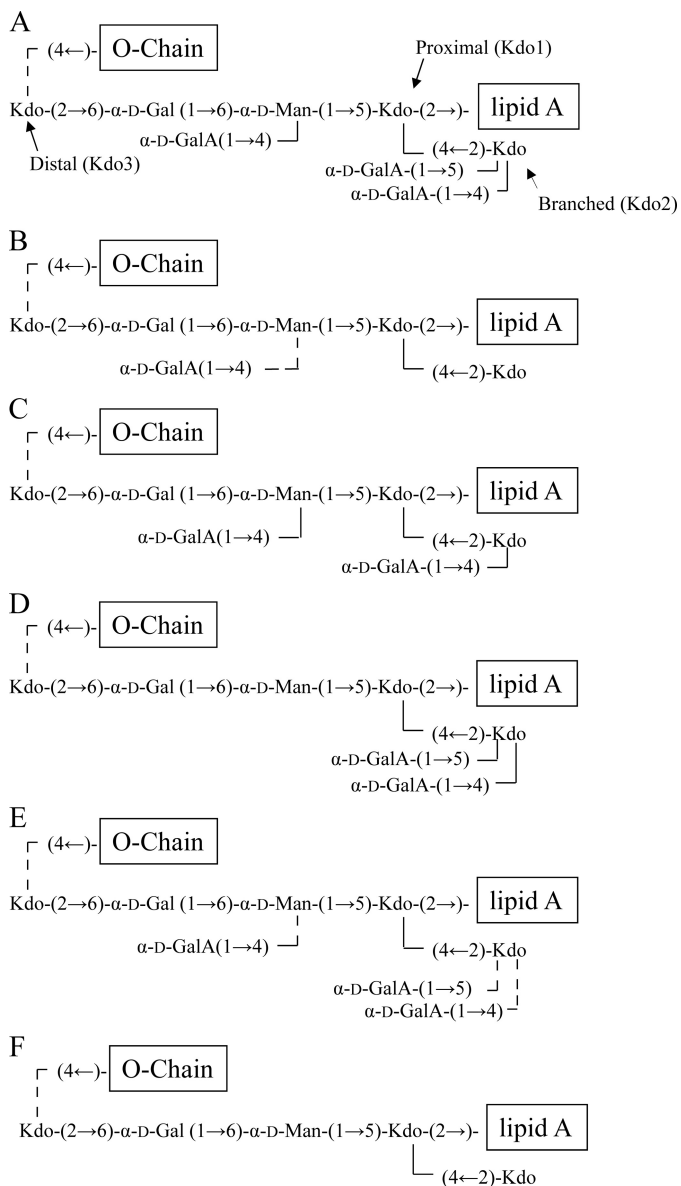 A
(4←)- O-Chain
Proximal (Kdo1)
Kdo-(2→6)-α-D-Gal (1→6)-α-D-Man-(1→5)-Kdo-(2→)- lipid A
α-D-GalA(1→4)
(4←2)-Kdo
Distal (Kdo3)
α-D-GalA-(1→5)
α-D-GalA-(1→4)
Branched (Kdo2)
B
(4←)- O-Chain
Kdo-(2→6)-α-D-Gal (1→6)-α-D-Man-(1→5)-Kdo-(2→)- lipid A
α-D-GalA(1→4)
(4←2)-Kdo
C
(4←)- O-Chain
Kdo-(2→6)-α-D-Gal (1→6)-α-D-Man-(1→5)-Kdo-(2→)- lipid A
α-D-GalA(1→4)
(4←2)-Kdo
α-D-GalA-(1→4)
D
(4←)- O-Chain
Kdo-(2→6)-α-D-Gal (1→6)-α-D-Man-(1→5)-Kdo-(2→)- lipid A
(4←2)-Kdo
α-D-GalA-(1→5)
α-D-GalA-(1→4)
E
(4←)- O-Chain
Kdo-(2→6)-α-D-Gal (1→6)-α-D-Man-(1→5)-Kdo-(2→)- lipid A
α-D-GalA(1→4)
(4←2)-Kdo
α-D-GalA-(1→5)
α-D-GalA-(1→4)
F
(4←)- O-Chain
Kdo-(2→6)-α-D-Gal (1→6)-α-D-Man-(1→5)-Kdo-(2→)- lipid A
(4←2)-Kdo